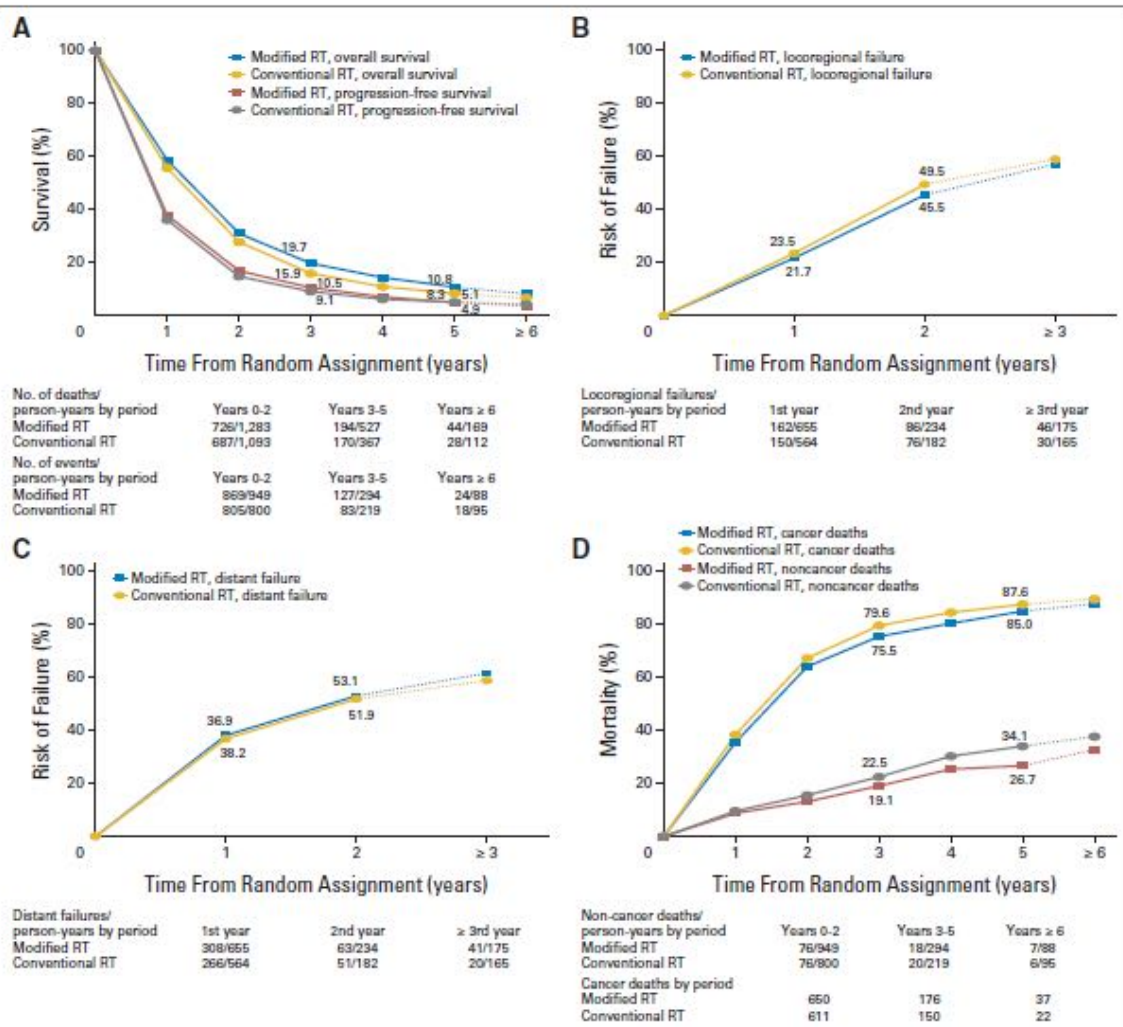 A
100
80
60
40
20
0
Survival (%)
Modified RT, overall survival
Conventional RT, overall survival
Modified RT, progression-free survival
Conventional RT, progression-free survival
19.7
15.9
10.5
9.1
10.8
8.3
5.1
4.9
1 2 3 4 5 ≥ 6
Time From Random Assignment (years)
No. of deaths/
person-years by period Years 0-2 Years 3-5 Years ≥ 6
Modified RT 726/1,283 194/527 44/169
Conventional RT 687/1,093 170/367 28/112
No. of events/
person-years by period Years 0-2 Years 3-5 Years ≥ 6
Modified RT 869/949 127/294 24/88
Conventional RT 805/800 83/219 18/95
B
100
80
60
40
20
0
Risk of Failure (%)
Modified RT, locoregional failure
Conventional RT, locoregional failure
23.5
21.7
49.5
45.5
1 2 ≥ 3
Time From Random Assignment (years)
Locoregional failures/
person-years by period 1st year 2nd year ≥ 3rd year
Modified RT 162/655 86/234 46/175
Conventional RT 150/564 76/182 30/165
C
100
80
60
40
20
0
Risk of Failure (%)
Modified RT, distant failure
Conventional RT, distant failure
36.9
38.2
53.1
51.9
1 2 ≥ 3
Time From Random Assignment (years)
Distant failures/
person-years by period 1st year 2nd year ≥ 3rd year
Modified RT 308/655 63/234 41/175
Conventional RT 266/564 51/182 20/165
D
100
80
60
40
20
0
Mortality (%)
Modified RT, cancer deaths
Conventional RT, cancer deaths
Modified RT, noncancer deaths
Conventional RT, noncancer deaths
79.6
75.5
87.6
85.0
22.5
19.1
34.1
26.7
1 2 3 4 5 ≥ 6
Time From Random Assignment (years)
Non-cancer deaths/
person-years by period Years 0-2 Years 3-5 Years ≥ 6
Modified RT 76/949 18/294 7/88
Conventional RT 76/800 20/219 6/95
Cancer deaths by period
Modified RT 650 176 37
Conventional RT 611 150 22